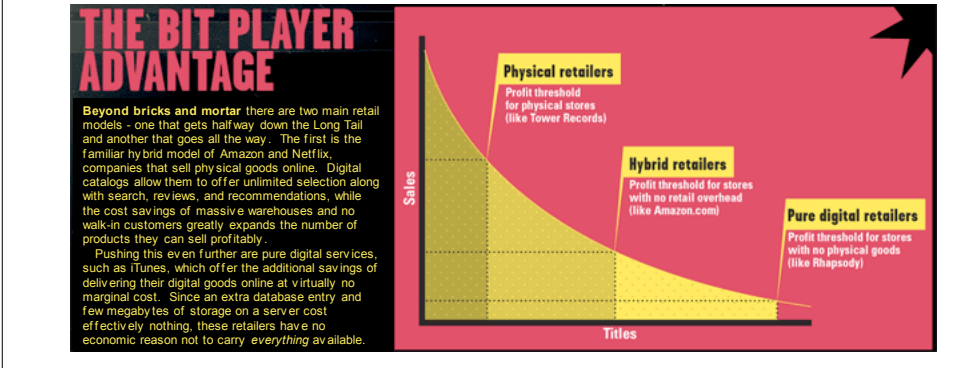 THE BIT PLAYER
ADVANTAGE
Beyond bricks and mortar there are two main retail
models - one that gets halfway down the Long Tail
and another that goes all the way. The first is the
familiar hybrid model of Amazon and Netflix,
companies that sell physical goods online. Digital
catalogs allow them to offer unlimited selection along
with search, reviews, and recommendations, while
the cost savings of massive warehouses and no
walk-in customers greatly expands the number of
products they can sell profitably.
Pushing this even further are pure digital services,
such as iTunes, which offer the additional savings of
delivering their digital goods online at virtually no
marginal cost. Since an extra database entry and
few megabytes of storage on a server cost
effectively nothing, these retailers have no
economic reason not to carry everything available.
Physical retailers
Profit threshold
for physical stores
(like Tower Records)
Hybrid retailers
Profit threshold for stores
with no retail overhead
(like Amazon.com)
Pure digital retailers
Profit threshold for stores
with no physical goods
(like Rhapsody)
Sales
Titles